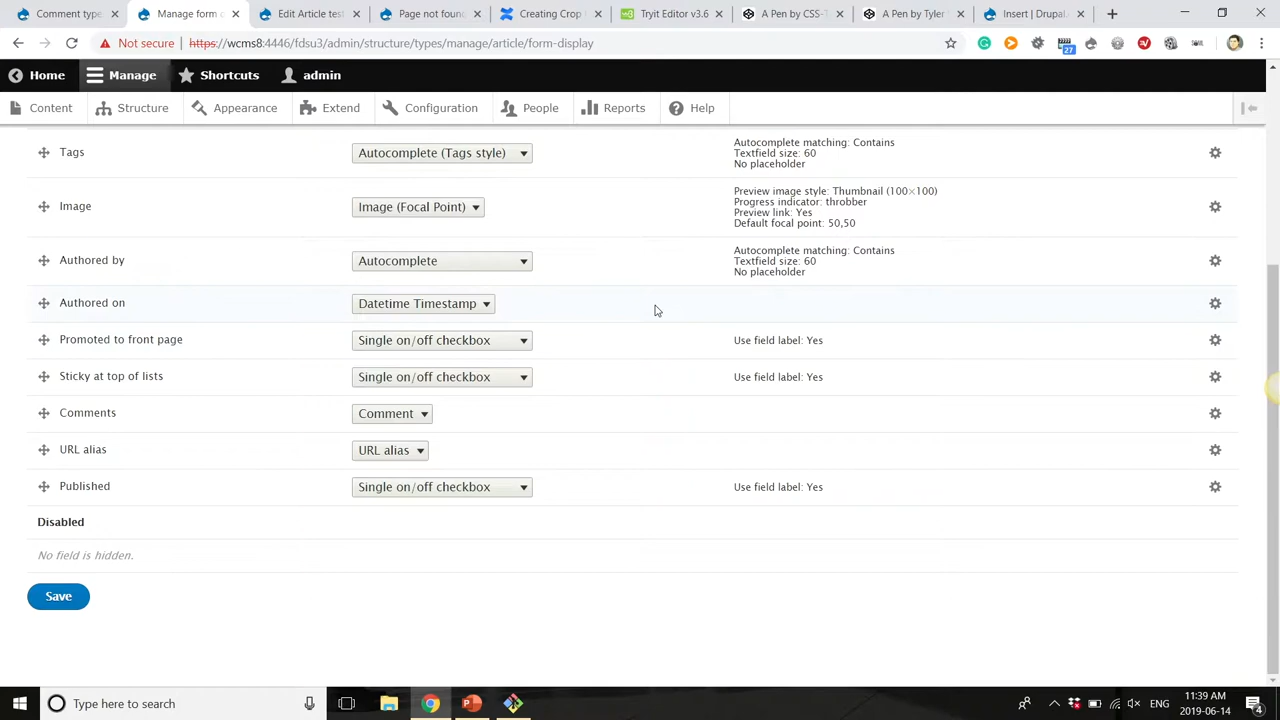 Comment type
Manage form o
Edit Article test
Page not foun
Creating Crop
Tryit Editor v3.6
A Pen by CSS-T
A Pen by Tyler
Insert | Drupal
Not secure
https://wcms8:4446/fdsu3/admin/structure/types/manage/article/form-display
27
Home
Manage
Shortcuts
admin
Content
Structure
Appearance
Extend
Configuration
People
Reports
Help
Tags
Autocomplete (Tags style)
Autocomplete matching: Contains
Textfield size: 60
No placeholder
Image
Image (Focal Point)
Preview image style: Thumbnail (100×100)
Progress indicator: throbber
Preview link: Yes
Default focal point: 50,50
Authored by
Autocomplete
Autocomplete matching: Contains
Textfield size: 60
No placeholder
Authored on
Datetime Timestamp
Promoted to front page
Single on/off checkbox
Use field label: Yes
Sticky at top of lists
Single on/off checkbox
Use field label: Yes
Comments
Comment
URL alias
URL alias
Published
Single on/off checkbox
Use field label: Yes
Disabled
No field is hidden.
Save
Type here to search
ENG
11:39 AM
2019-06-14
4